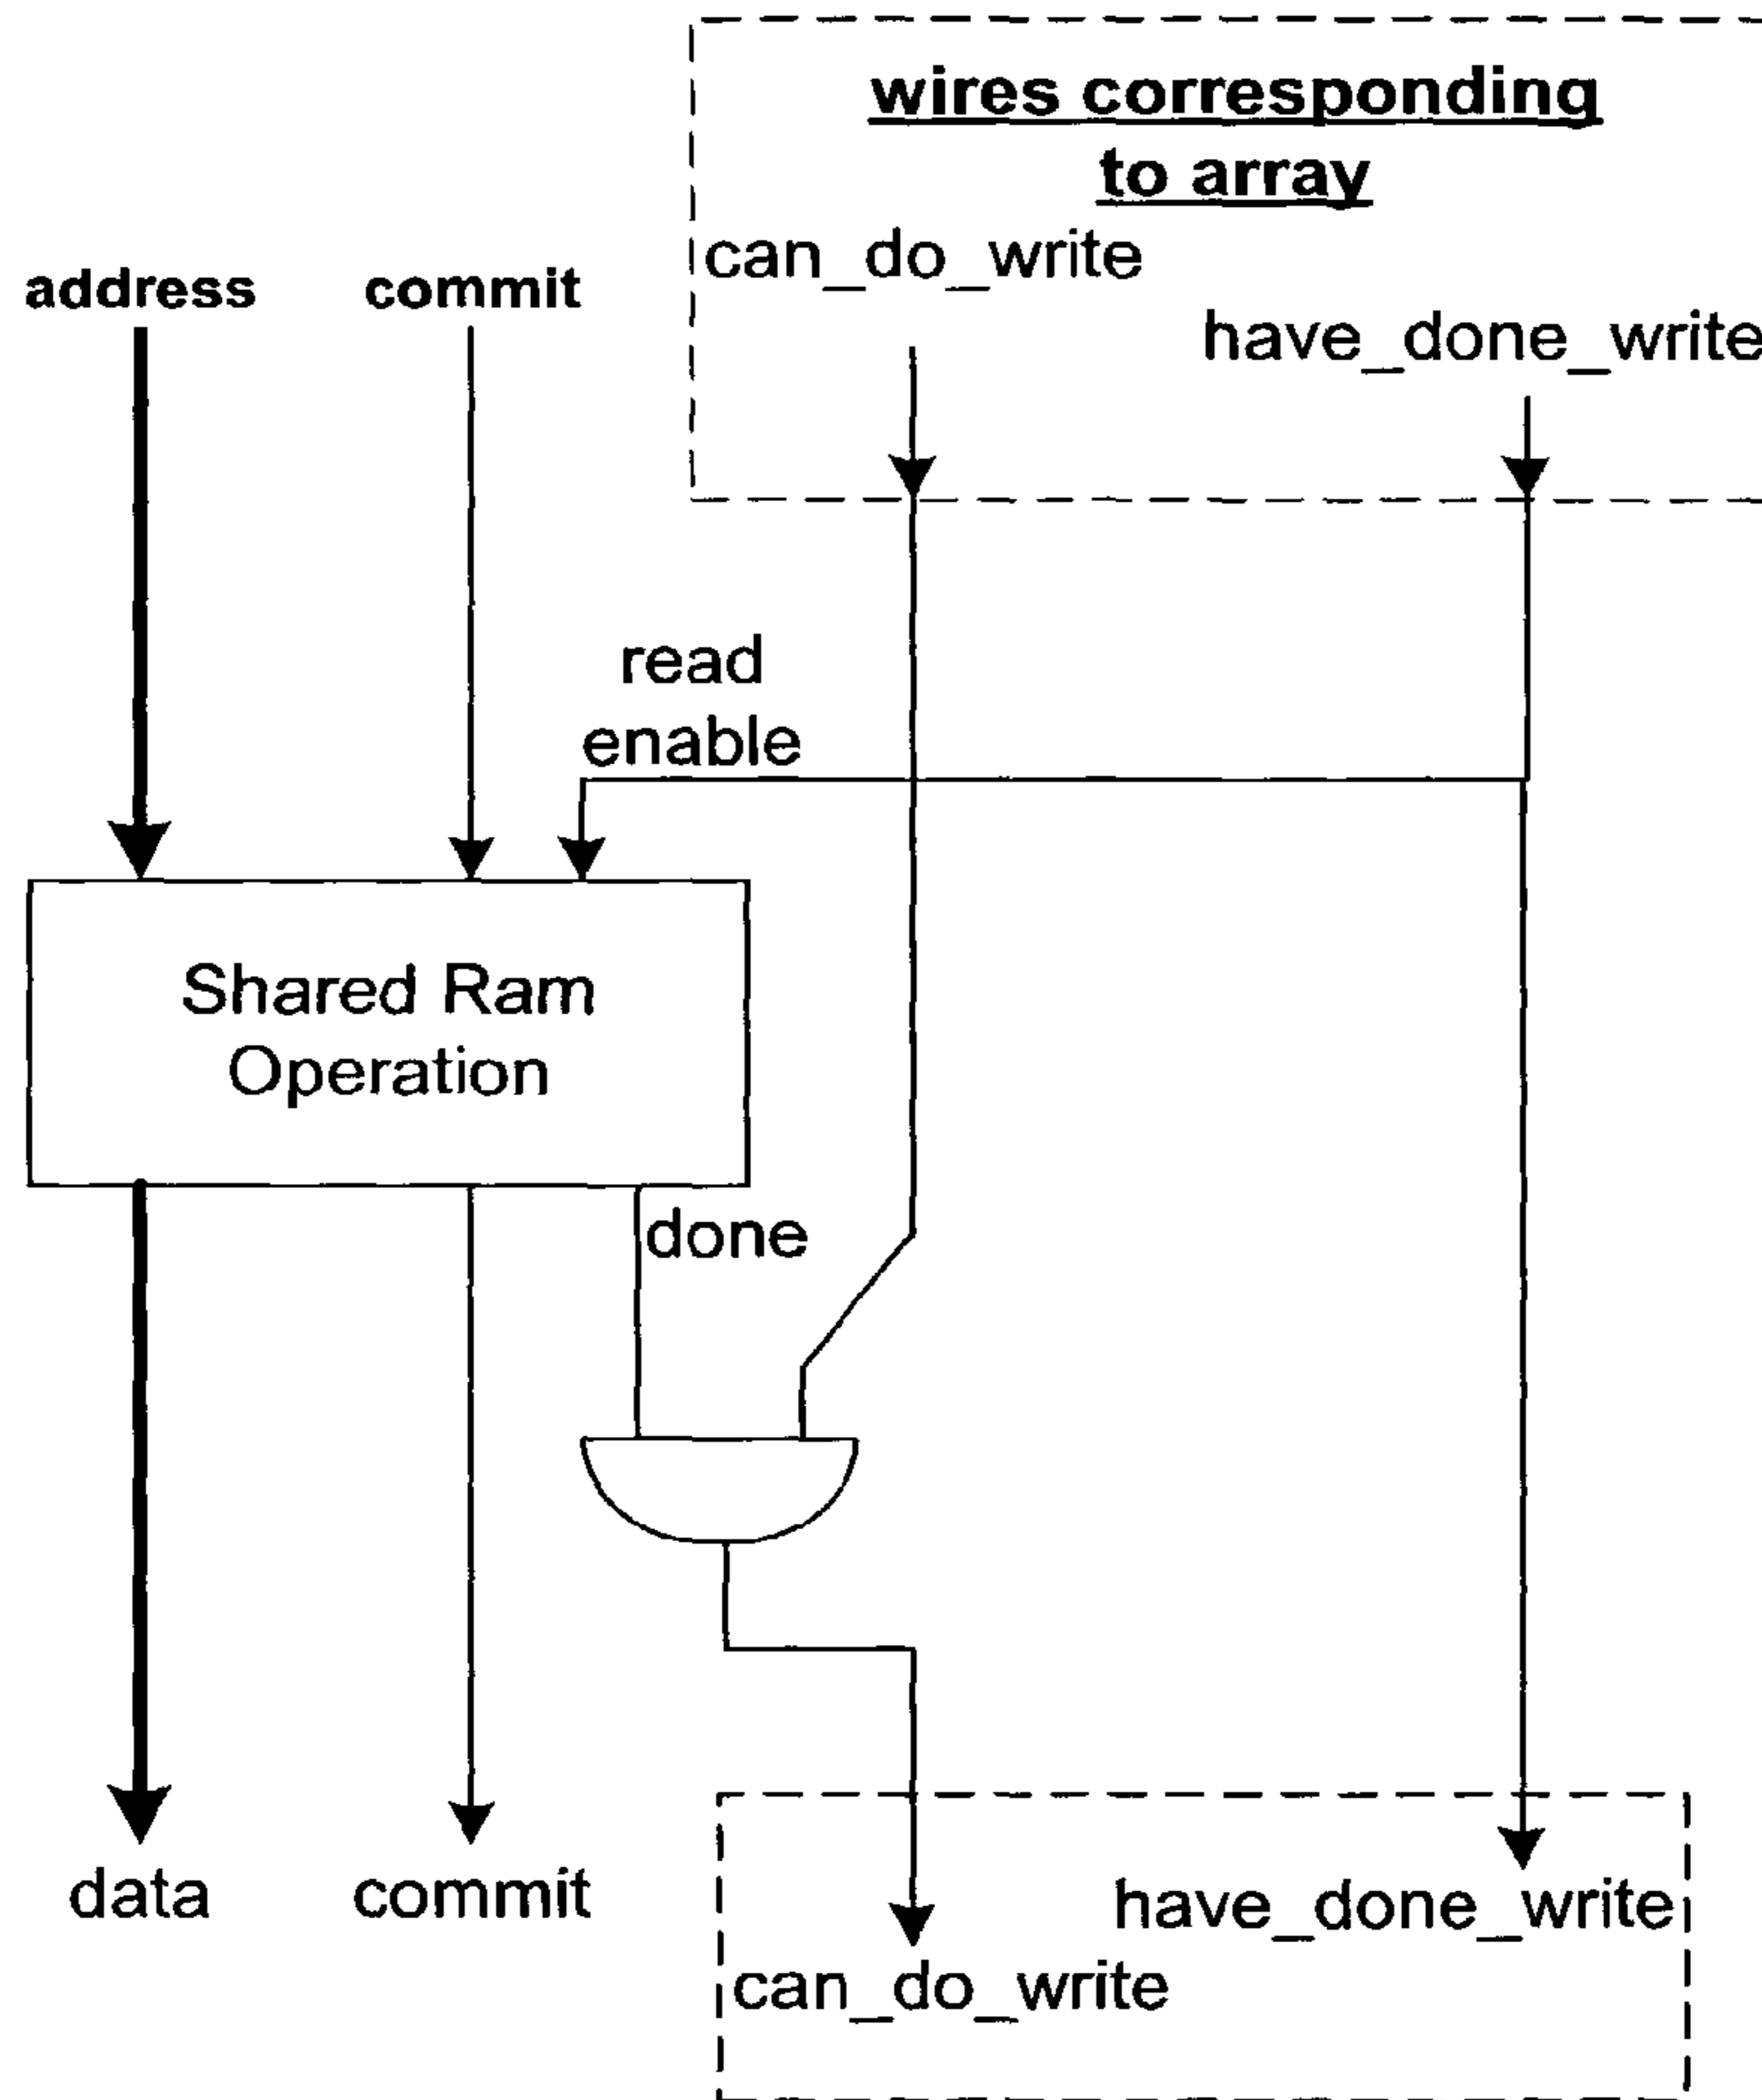 wires corresponding
to array
can_do_write
address
commit
have_done_write
read
enable
Shared Ram
Operation
done
data
commit
have_done_write
can_do_write